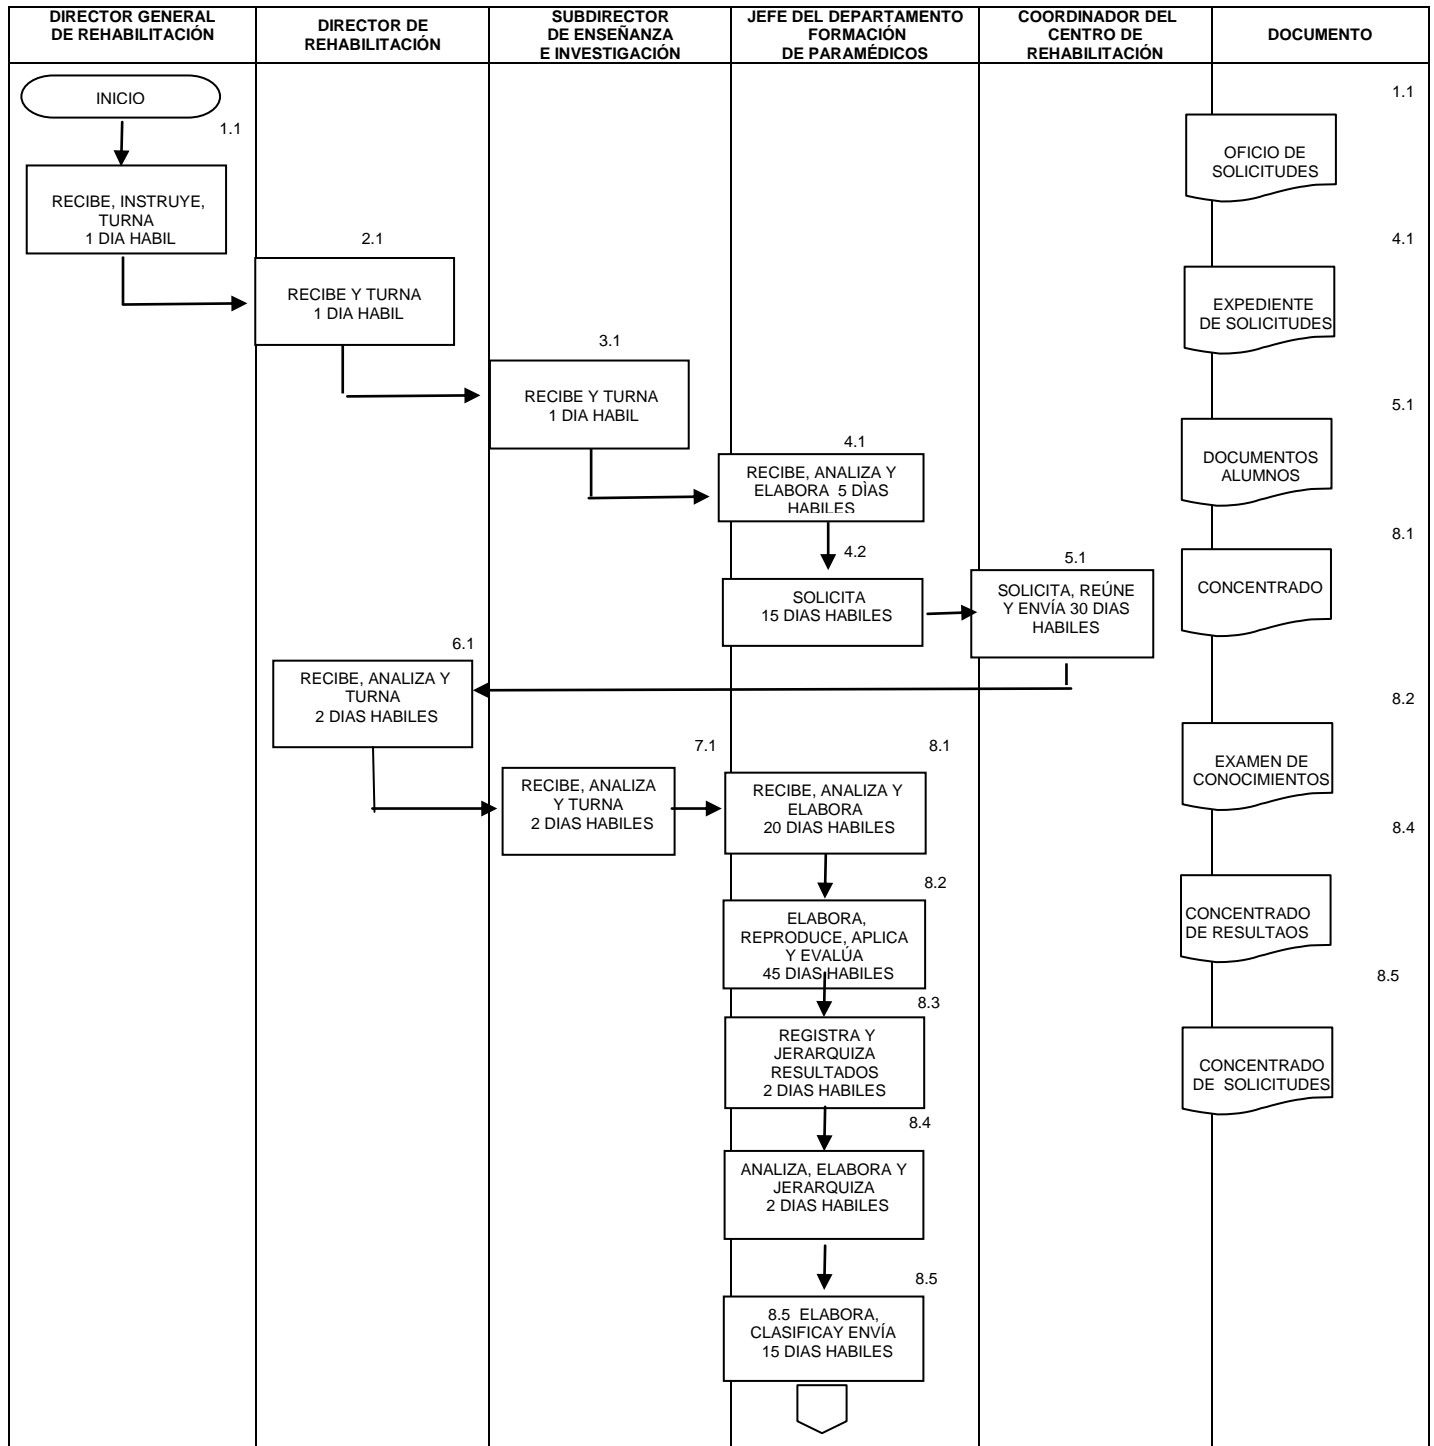 DIRECTOR GENERAL
DE REHABILITACIÓN
DIRECTOR DE
REHABILITACIÓN
SUBDIRECTOR
DE ENSEÑANZA
E INVESTIGACIÓN
JEFE DEL DEPARTAMENTO
FORMACIÓN
DE PARAMÉDICOS
COORDINADOR DEL
CENTRO DE
REHABILITACIÓN
DOCUMENTO
INICIO
1.1
RECIBE, INSTRUYE,
TURNA
1 DIA HABIL
2.1
RECIBE Y TURNA
1 DIA HABIL
3.1
RECIBE Y TURNA
1 DIA HABIL
4.1
RECIBE, ANALIZA Y
ELABORA 5 DÌAS
HABILES
4.2
SOLICITA
15 DIAS HABILES
5.1
SOLICITA, REÚNE
Y ENVÍA 30 DIAS
HABILES
6.1
RECIBE, ANALIZA Y
TURNA
2 DIAS HABILES
7.1
RECIBE, ANALIZA
Y TURNA
2 DIAS HABILES
8.1
RECIBE, ANALIZA Y
ELABORA
20 DIAS HABILES
8.2
ELABORA,
REPRODUCE, APLICA
Y EVALÚA
45 DIAS HABILES
8.3
REGISTRA Y
JERARQUIZA
RESULTADOS
2 DIAS HABILES
8.4
ANALIZA, ELABORA Y
JERARQUIZA
2 DIAS HABILES
8.5
8.5 ELABORA,
CLASIFICAY ENVÍA
15 DIAS HABILES
1.1
OFICIO DE
SOLICITUDES
4.1
EXPEDIENTE
DE SOLICITUDES
5.1
DOCUMENTOS
ALUMNOS
8.1
CONCENTRADO
8.2
EXAMEN DE
CONOCIMIENTOS
8.4
CONCENTRADO
DE RESULTAOS
8.5
CONCENTRADO
DE SOLICITUDES